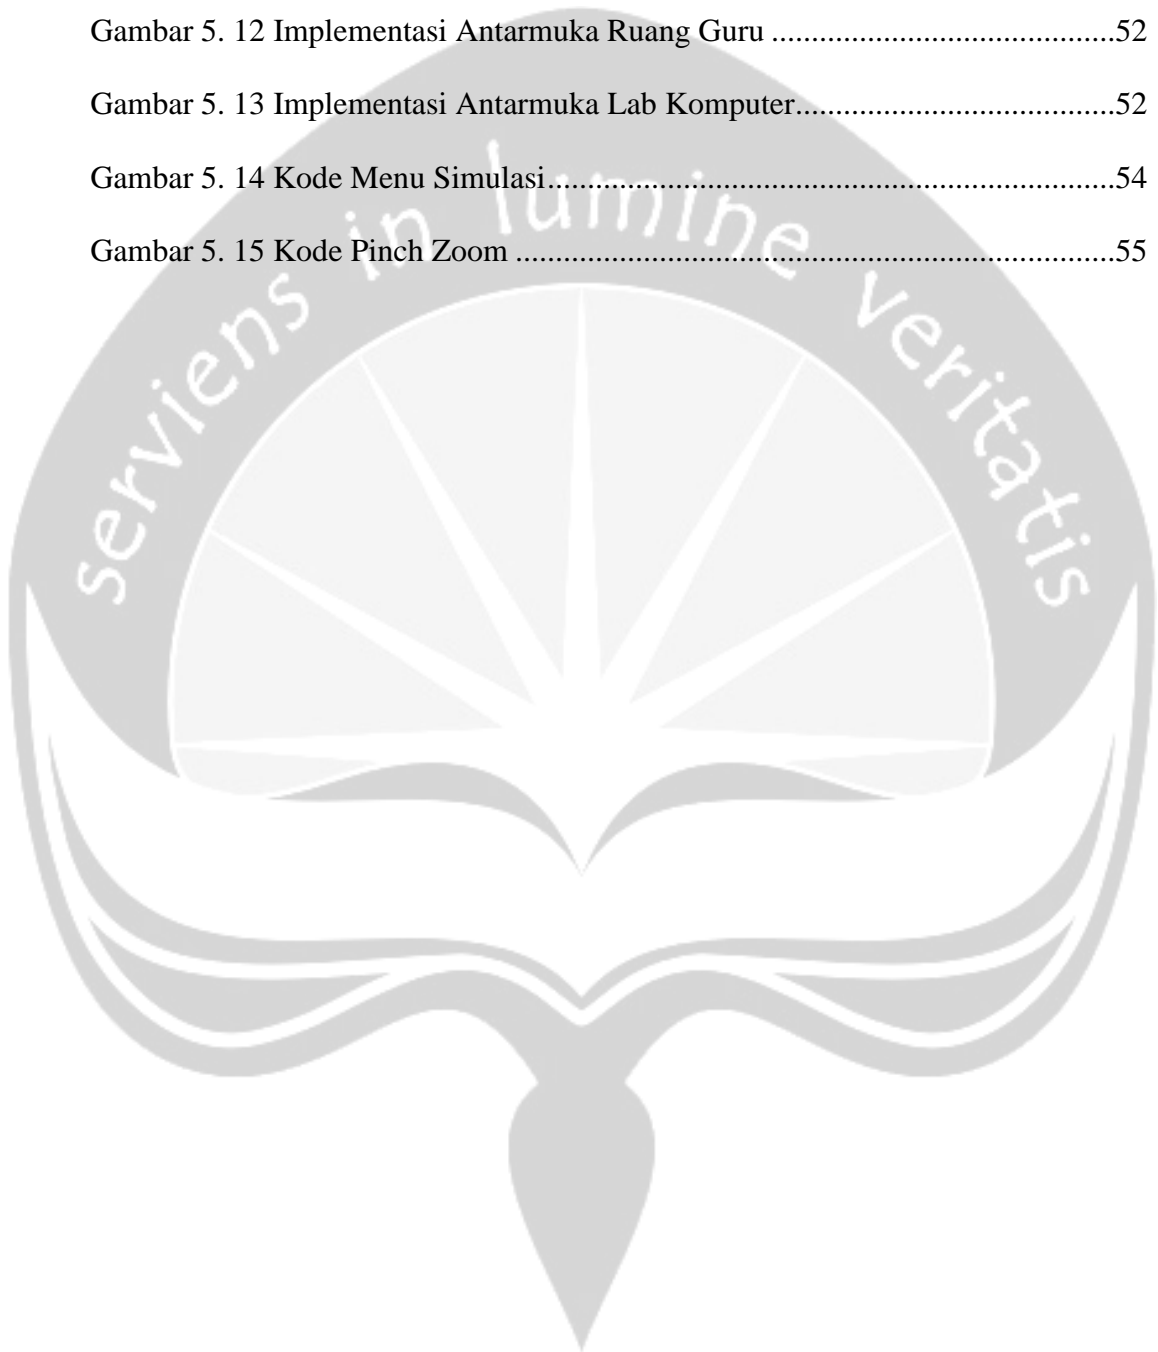 Gambar 5. 12 Implementasi Antarmuka Ruang Guru ...........................................52
Gambar 5. 13 Implementasi Antarmuka Lab Komputer........................................52
Gambar 5. 14 Kode Menu Simulasi.......................................................................54
Gambar 5. 15 Kode Pinch Zoom ...........................................................................55
serviens in lumine veritatis